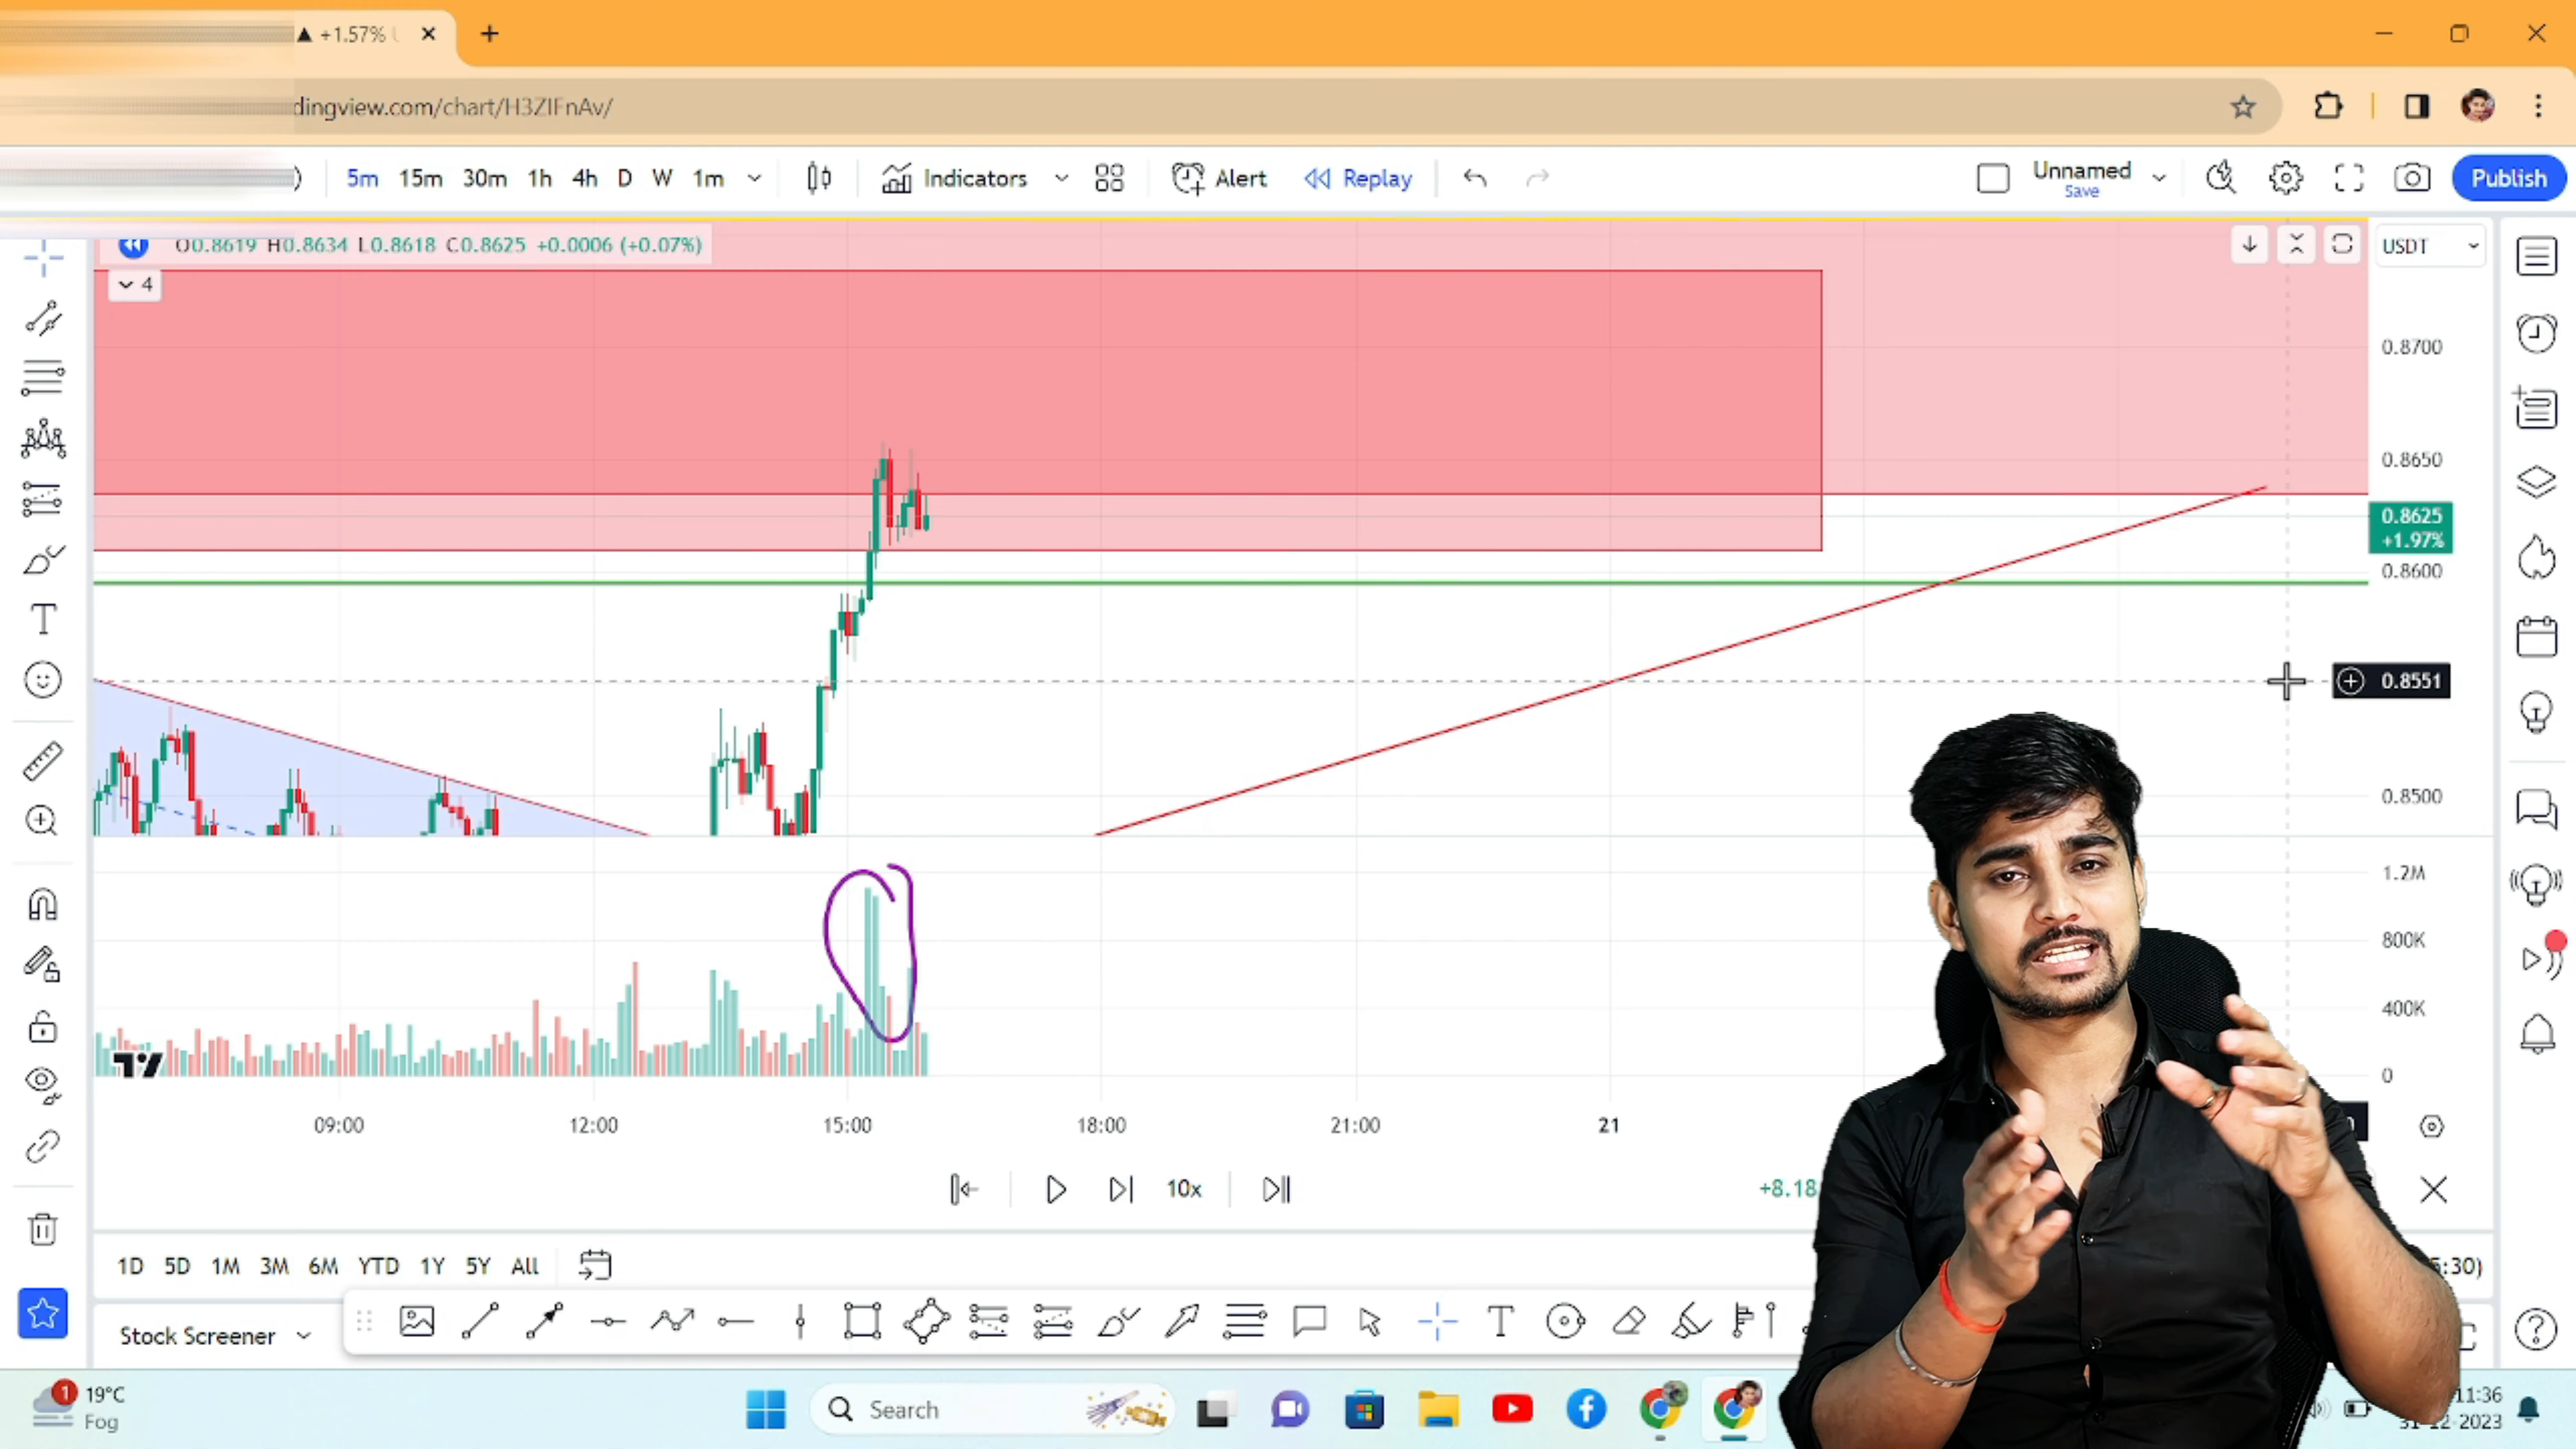 ▲ +1.57%
dingview.com/chart/H3ZIFnAv/
5m 15m 30m 1h 4h D W 1m Indicators Alert Replay Unnamed Save Publish
O0.8619 H0.8634 L0.8618 C0.8625 +0.0006 (+0.07%)
USDT
4
0.8700
0.8650
0.8625
+1.97%
0.8600
0.8551
0.8500
1.2M
800K
400K
0
09:00 12:00 15:00 18:00 21:00 21
10x +8.18
1D 5D 1M 3M 6M YTD 1Y 5Y All :30)
Stock Screener
1 19°C
Fog
Search
11:36
2023